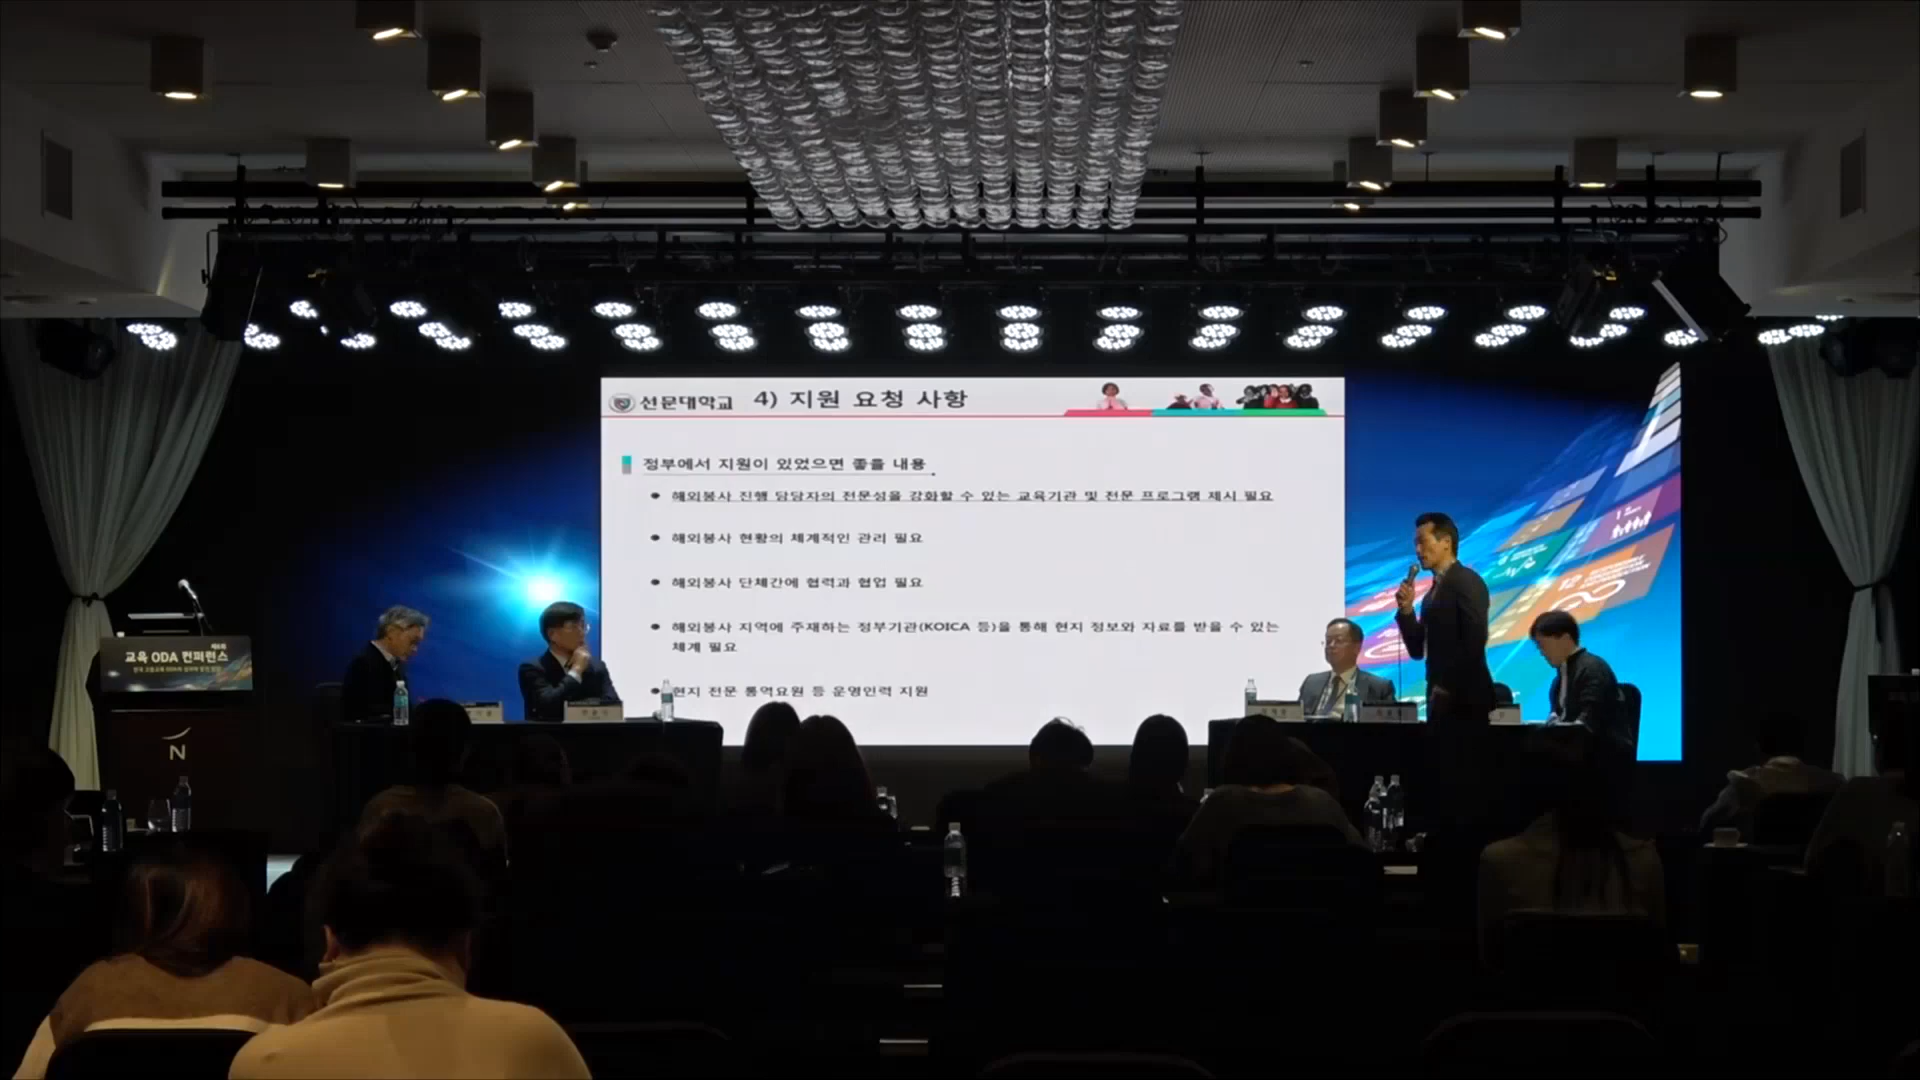 선문대학교 4) 지원 요청 사항
정부에서 지원이 있었으면 좋을 내용
해외봉사 진행 담당자의 전문성을 강화할 수 있는 교육기관 및 전문 프로그램 제시 필요
해외봉사 현황의 체계적인 관리 필요
해외봉사 단체간에 협력과 협업 필요
해외봉사 지역에 주재하는 정부기관(KOICA 등)을 통해 현지 정보와 자료를 받을 수 있는
체계 필요
현지 전문 통역요원 등 운영인력 지원
교육 ODA 컨퍼런스
N